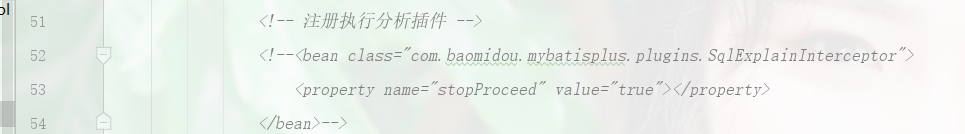 ol
51 <!-- 注册执行分析插件 -->
52 <!--<bean class="com.baomidou.mybatisplus.plugins.SqlExplainInterceptor">
53 <property name="stopProceed" value="true"></property>
54 </bean>-->